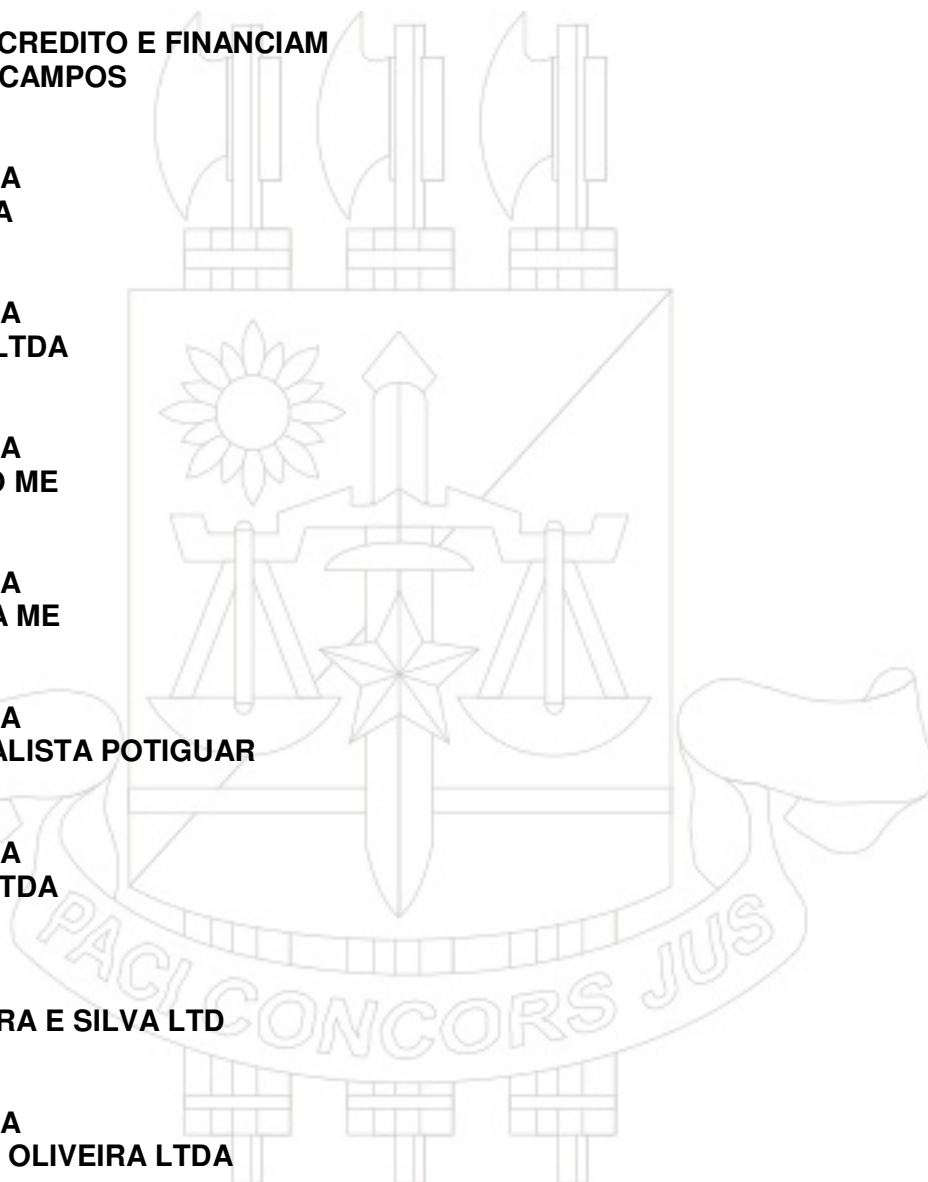 CREDITO E FINANCIAM
CAMPOS
A
A
A
LTDA
A
O ME
A
A ME
A
ALISTA POTIGUAR
A
TDA
PACI CONCORS JUS
RA E SILVA LTD
A
OLIVEIRA LTDA